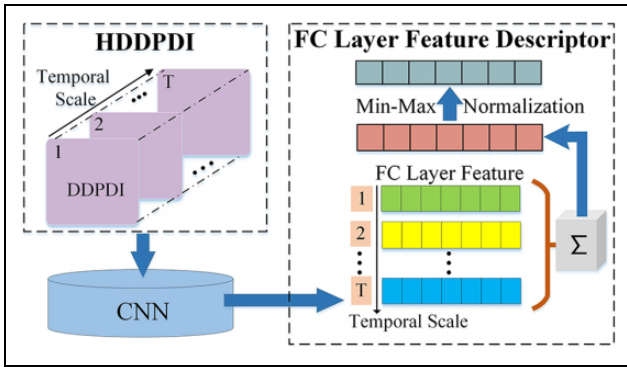 HDDPDI
Temporal
Scale
T
...
2
1
DDPDI
...
CNN
FC Layer Feature Descriptor
Min-Max Normalization
FC Layer Feature
1
2
T
Temporal Scale
Σ